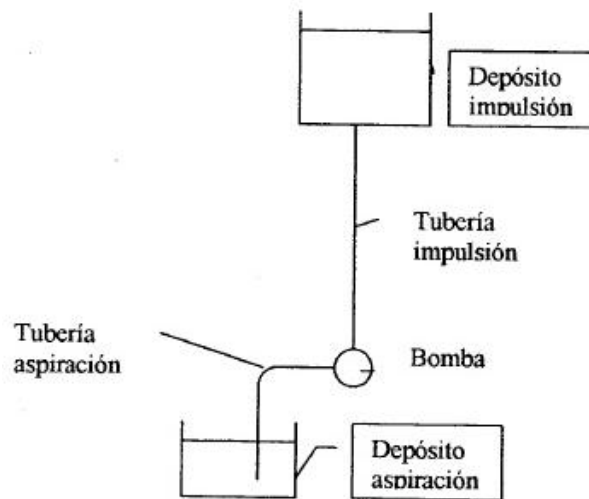 Depósito
impulsión
Tubería
impulsión
Tubería
aspiración
Bomba
Depósito
aspiración